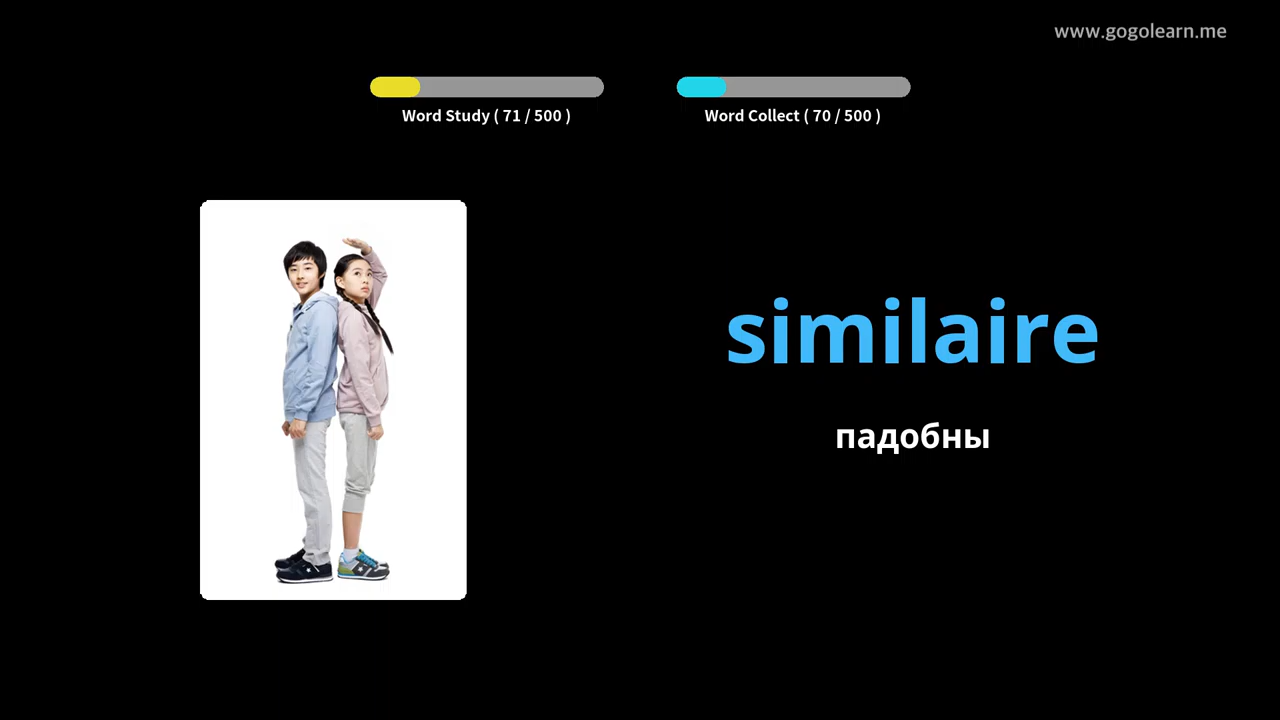 www.gogolearn.me
Word Study ( 71 / 500 )
Word Collect ( 70 / 500 )
similaire
падобны